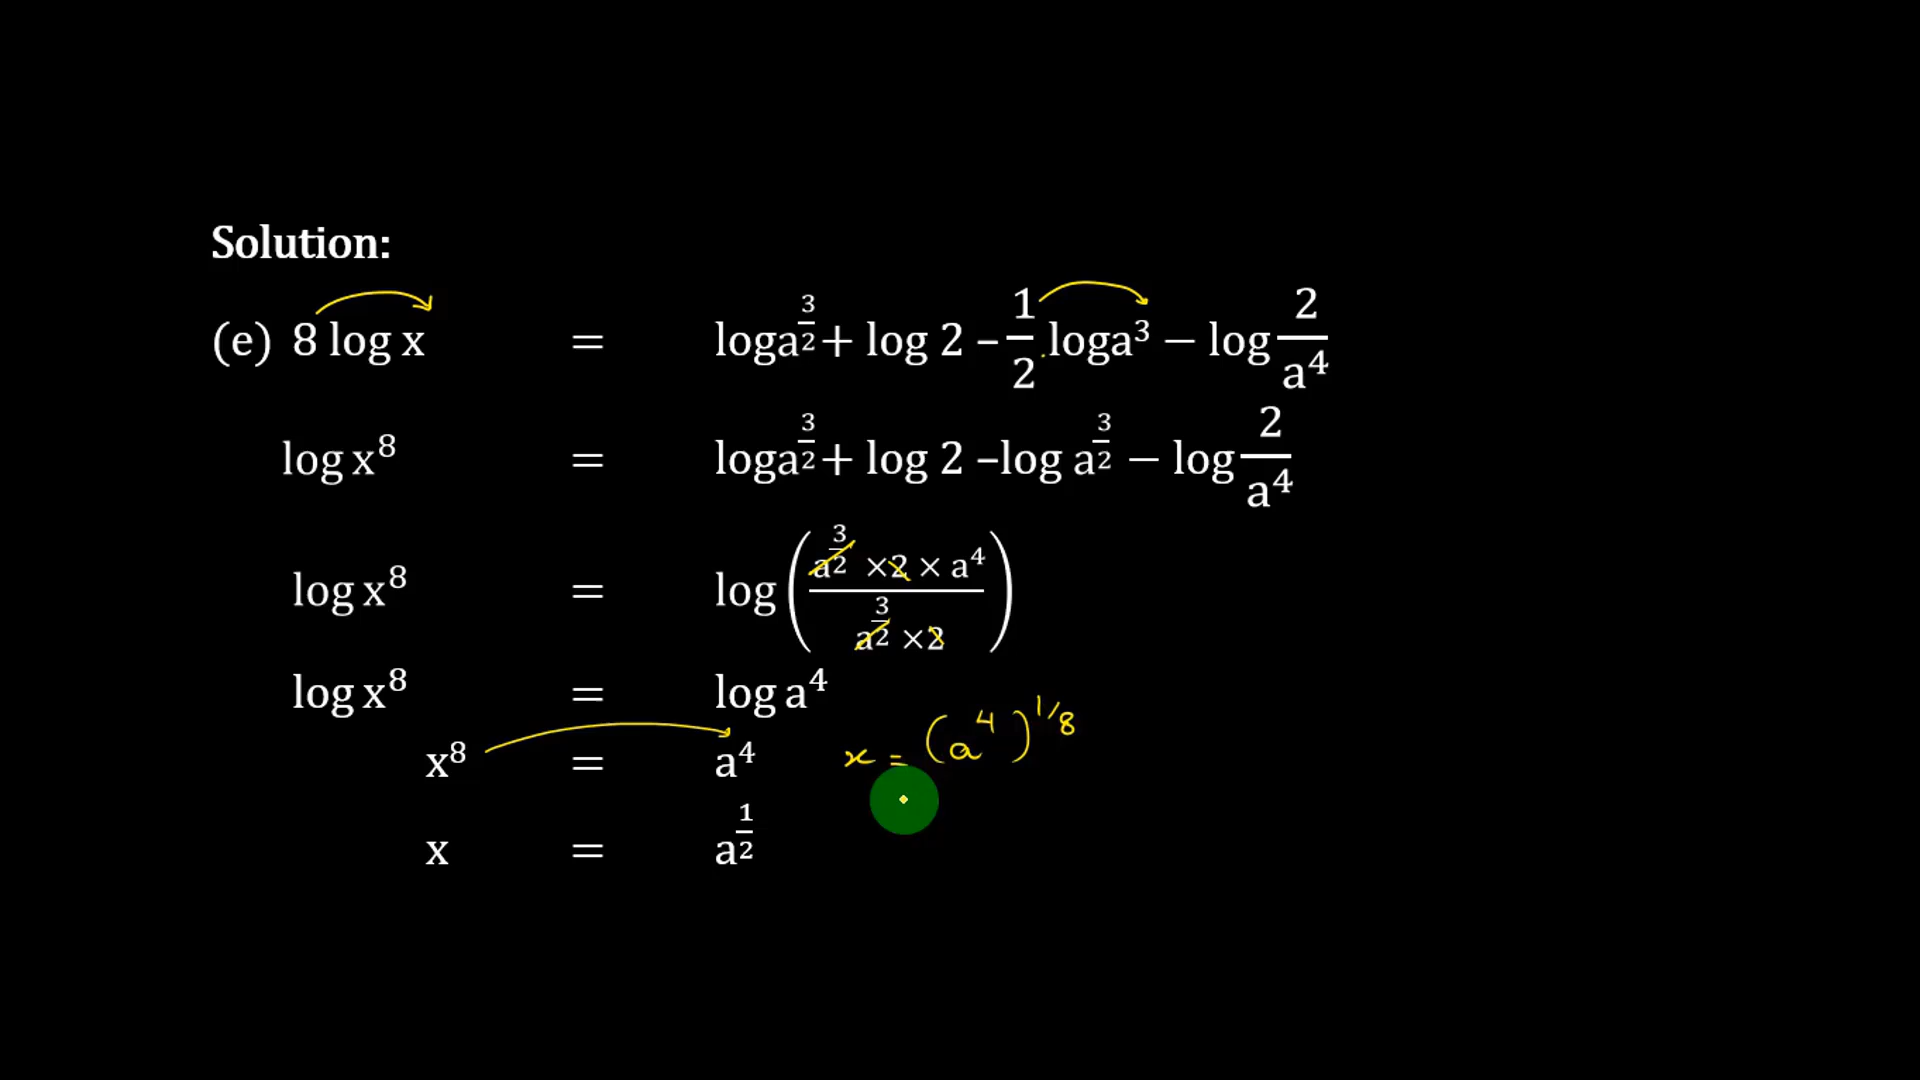 Solution:
(e) 8 log x = loga^(3/2) + log 2 – 1/2 . loga³ − log 2/a⁴
log x⁸ = loga^(3/2) + log 2 –log a^(3/2) − log 2/a⁴
log x⁸ = log ( (a^(3/2) ×2 × a⁴) / (a^(3/2) ×2) )
log x⁸ = log a⁴
x⁸ = a⁴ x = (a⁴)^(1/8)
x = a^(1/2)